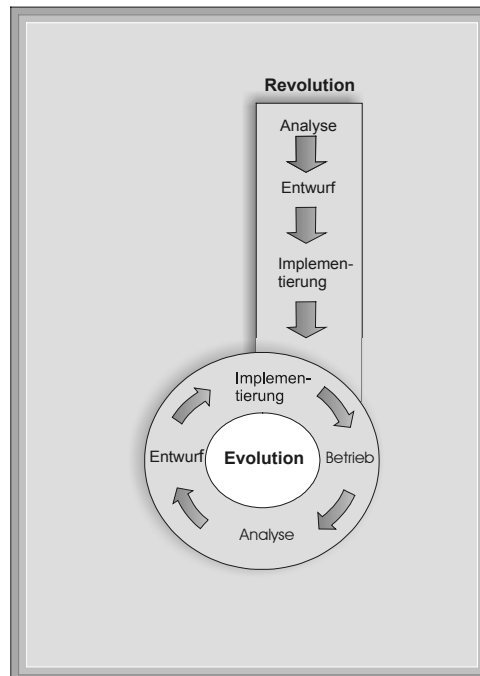 Revolution
Analyse
Entwurf
Implemen-
tierung
Implemen-
tierung
Entwurf
Evolution
Betrieb
Analyse